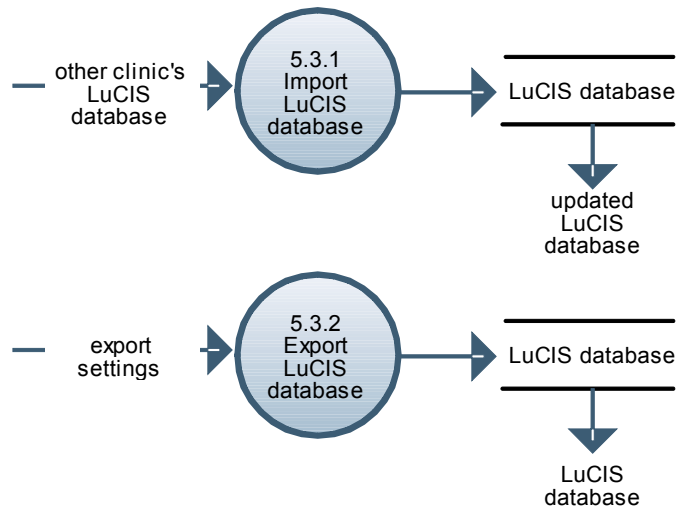 other clinic's
LuCIS
database
5.3.1
Import
LuCIS
database
LuCIS database
updated
LuCIS
database
export
settings
5.3.2
Export
LuCIS
database
LuCIS database
LuCIS
database